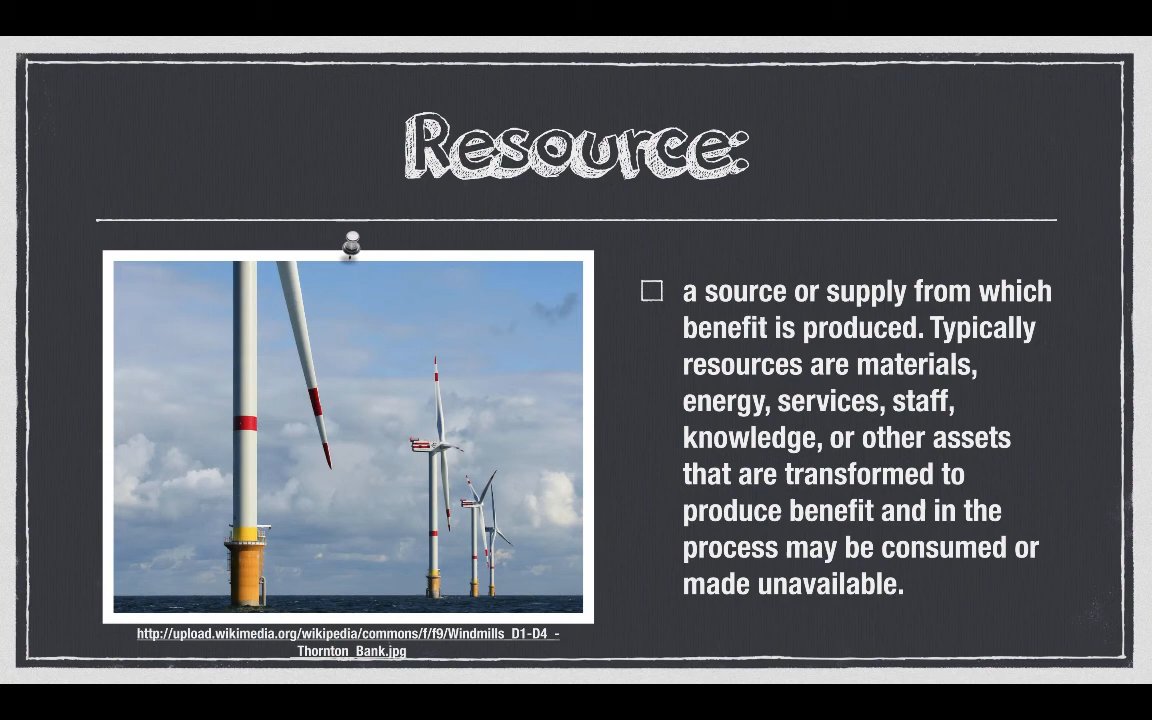 Resource:
a source or supply from which
benefit is produced. Typically
resources are materials,
energy, services, staff,
knowledge, or other assets
that are transformed to
produce benefit and in the
process may be consumed or
made unavailable.
http://upload.wikimedia.org/wikipedia/commons/f/f9/Windmills_D1-D4_-
_Thornton_Bank.jpg